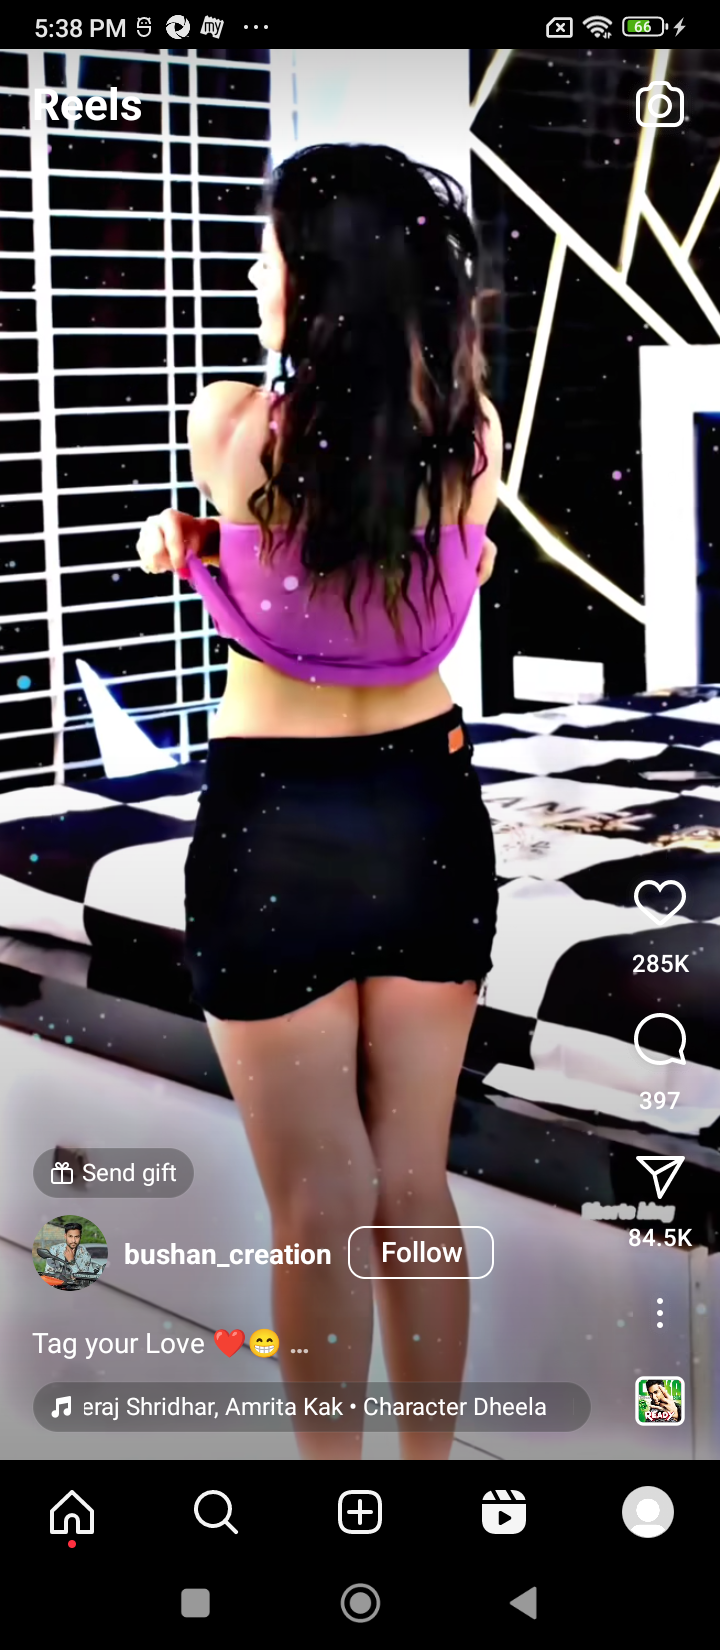 5:38 PM
66
Reels
285K
397
Send gift
84.5K
bushan_creation
Follow
Tag your Love ❤️😁 ...
eraj Shridhar, Amrita Kak • Character Dheela
READY